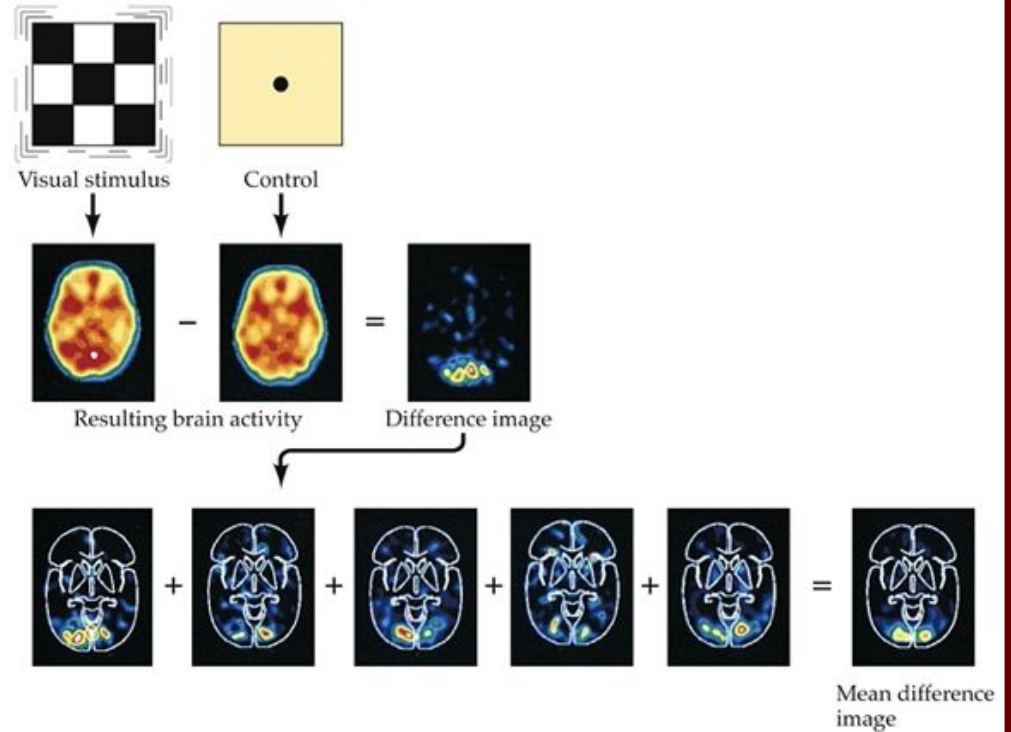 Visual stimulus
Control
−
=
Resulting brain activity
Difference image
+
+
+
+
=
Mean difference
image